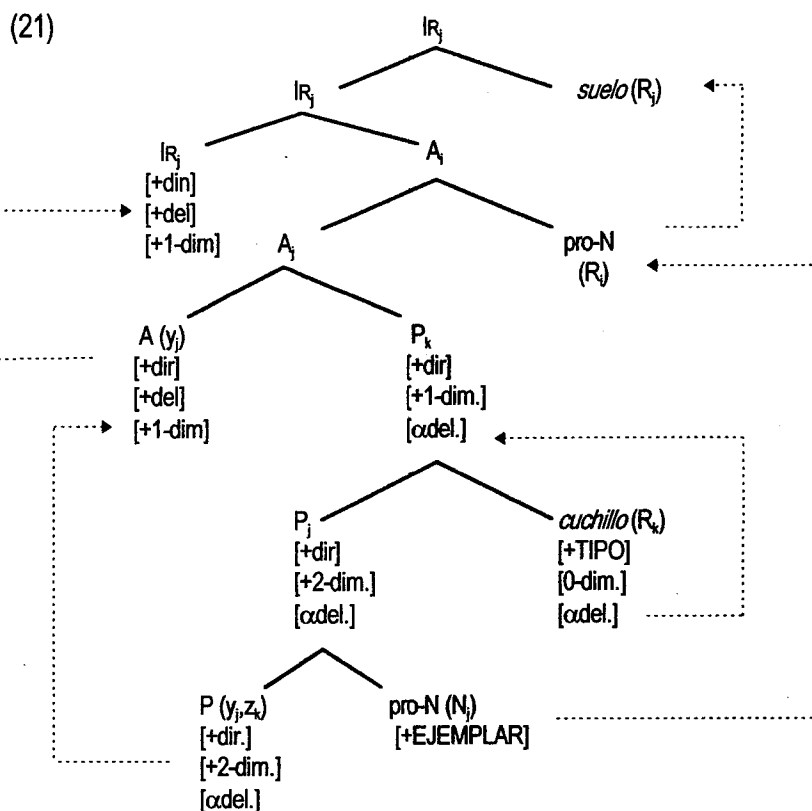 (21)
IRj
IRj
suelo (Rj)
IRj
[+din]
[+del]
[+1-dim]
Ai
Aj
pro-N
(Ri)
A (yj)
[+dir]
[+del]
[+1-dim]
Pk
[+dir]
[+1-dim.]
[αdel.]
Pj
[+dir]
[+2-dim.]
[αdel.]
cuchillo (Rk)
[+TIPO]
[0-dim.]
[αdel.]
P (yj,zk)
[+dir.]
[+2-dim.]
[αdel.]
pro-N (Nj)
[+EJEMPLAR]